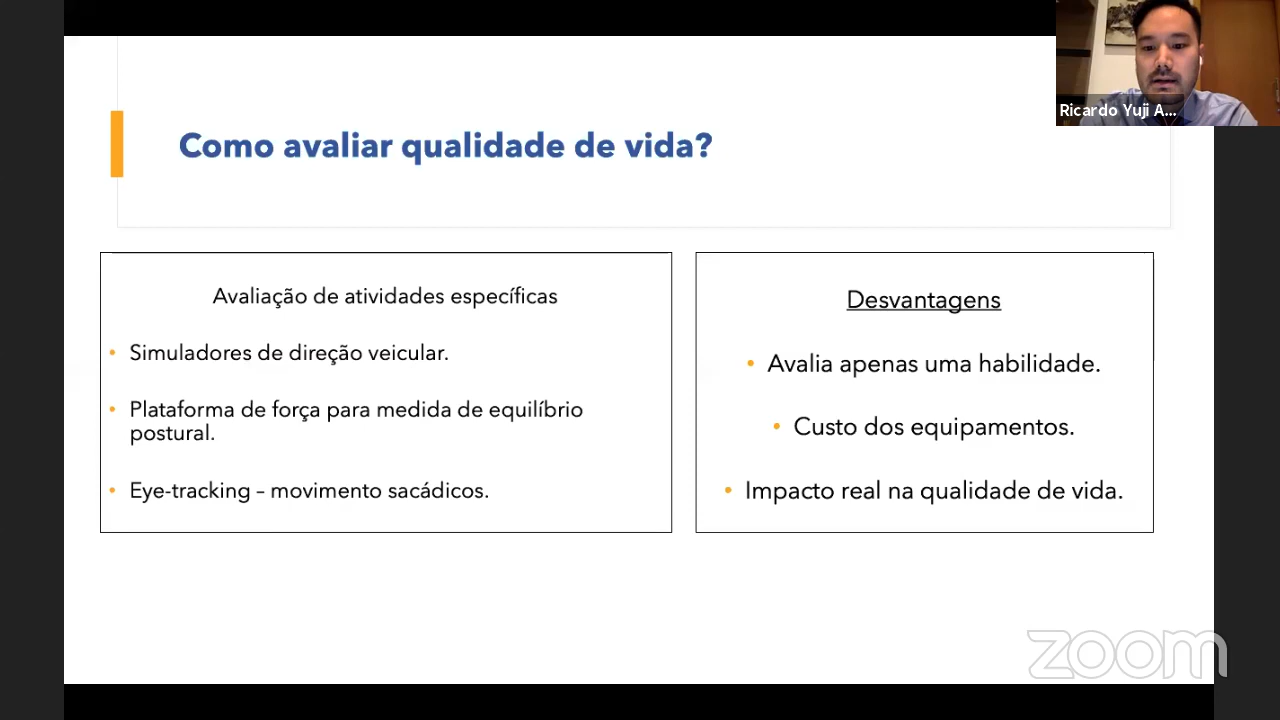 Ricardo Yuji A...
Como avaliar qualidade de vida?
Avaliação de atividades específicas
• Simuladores de direção veicular.
• Plataforma de força para medida de equilíbrio
postural.
• Eye-tracking – movimento sacádicos.
Desvantagens
• Avalia apenas uma habilidade.
• Custo dos equipamentos.
• Impacto real na qualidade de vida.
zoom